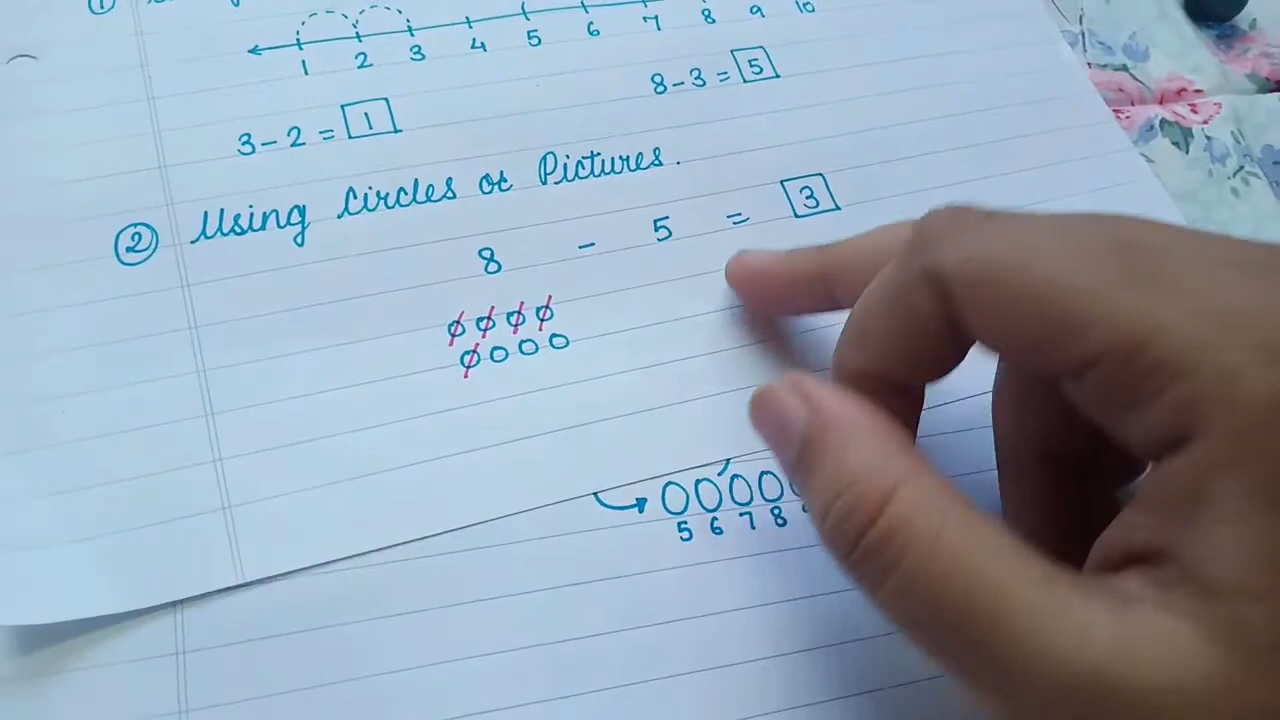 ①
1 2 3 4 5 6 7 8 9 10
3 - 2 = 1
8 - 3 = 5
② Using Circles or Pictures.
8 - 5 = 3
5 6 7 8